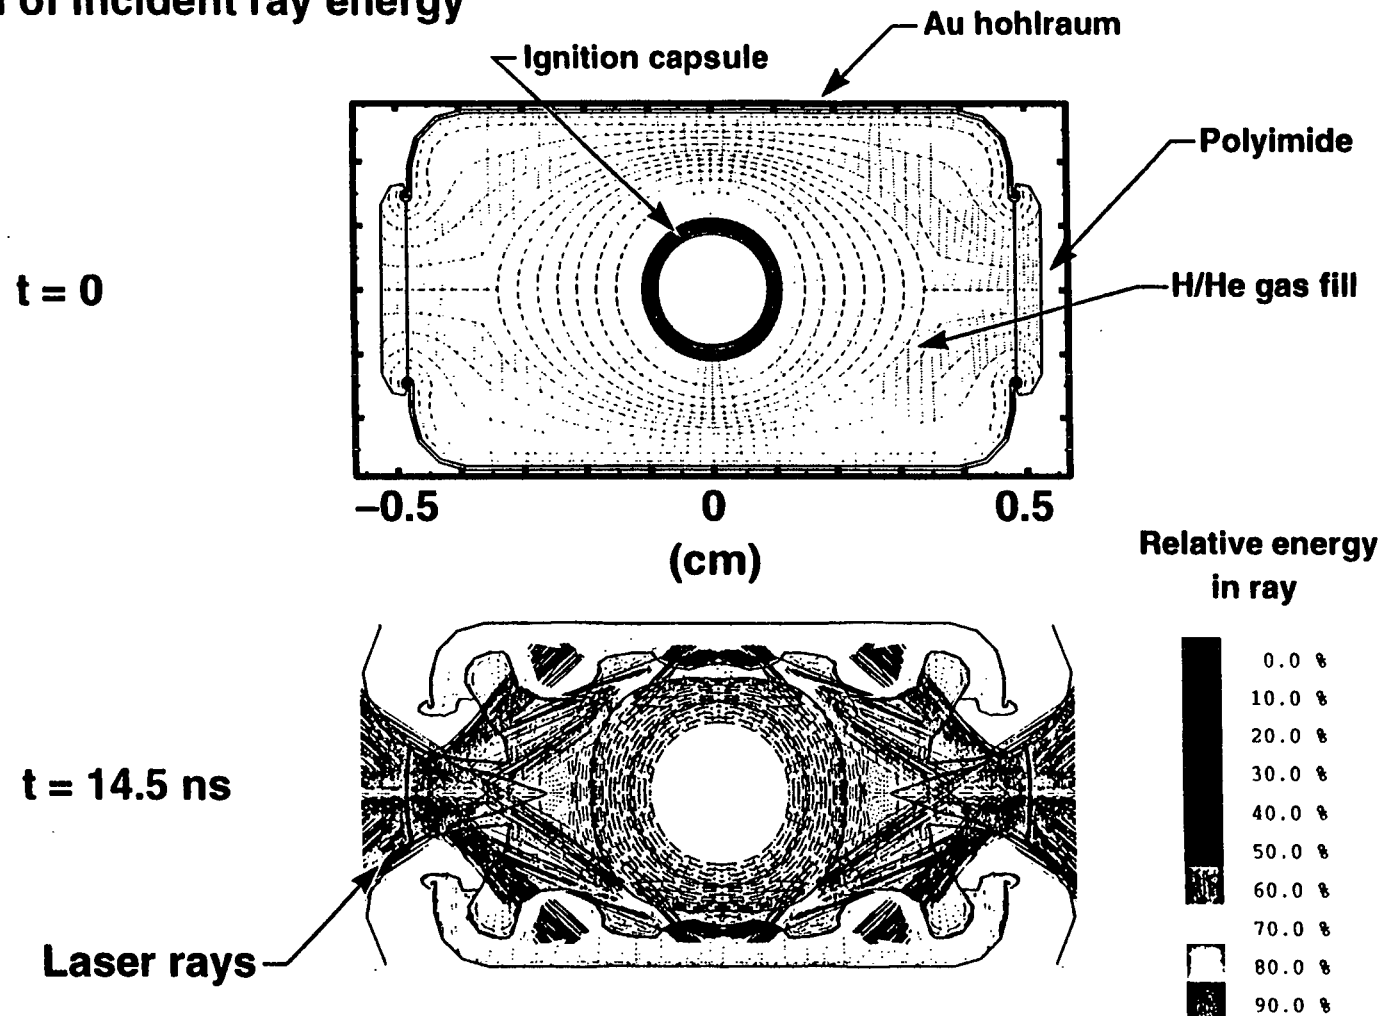 of incident ray energy
Au hohlraum
Ignition capsule
Polyimide
t = 0
H/He gas fill
–0.5
0
0.5
(cm)
Relative energy
in ray
0.0 %
10.0 %
20.0 %
30.0 %
40.0 %
50.0 %
60.0 %
70.0 %
80.0 %
90.0 %
t = 14.5 ns
Laser rays